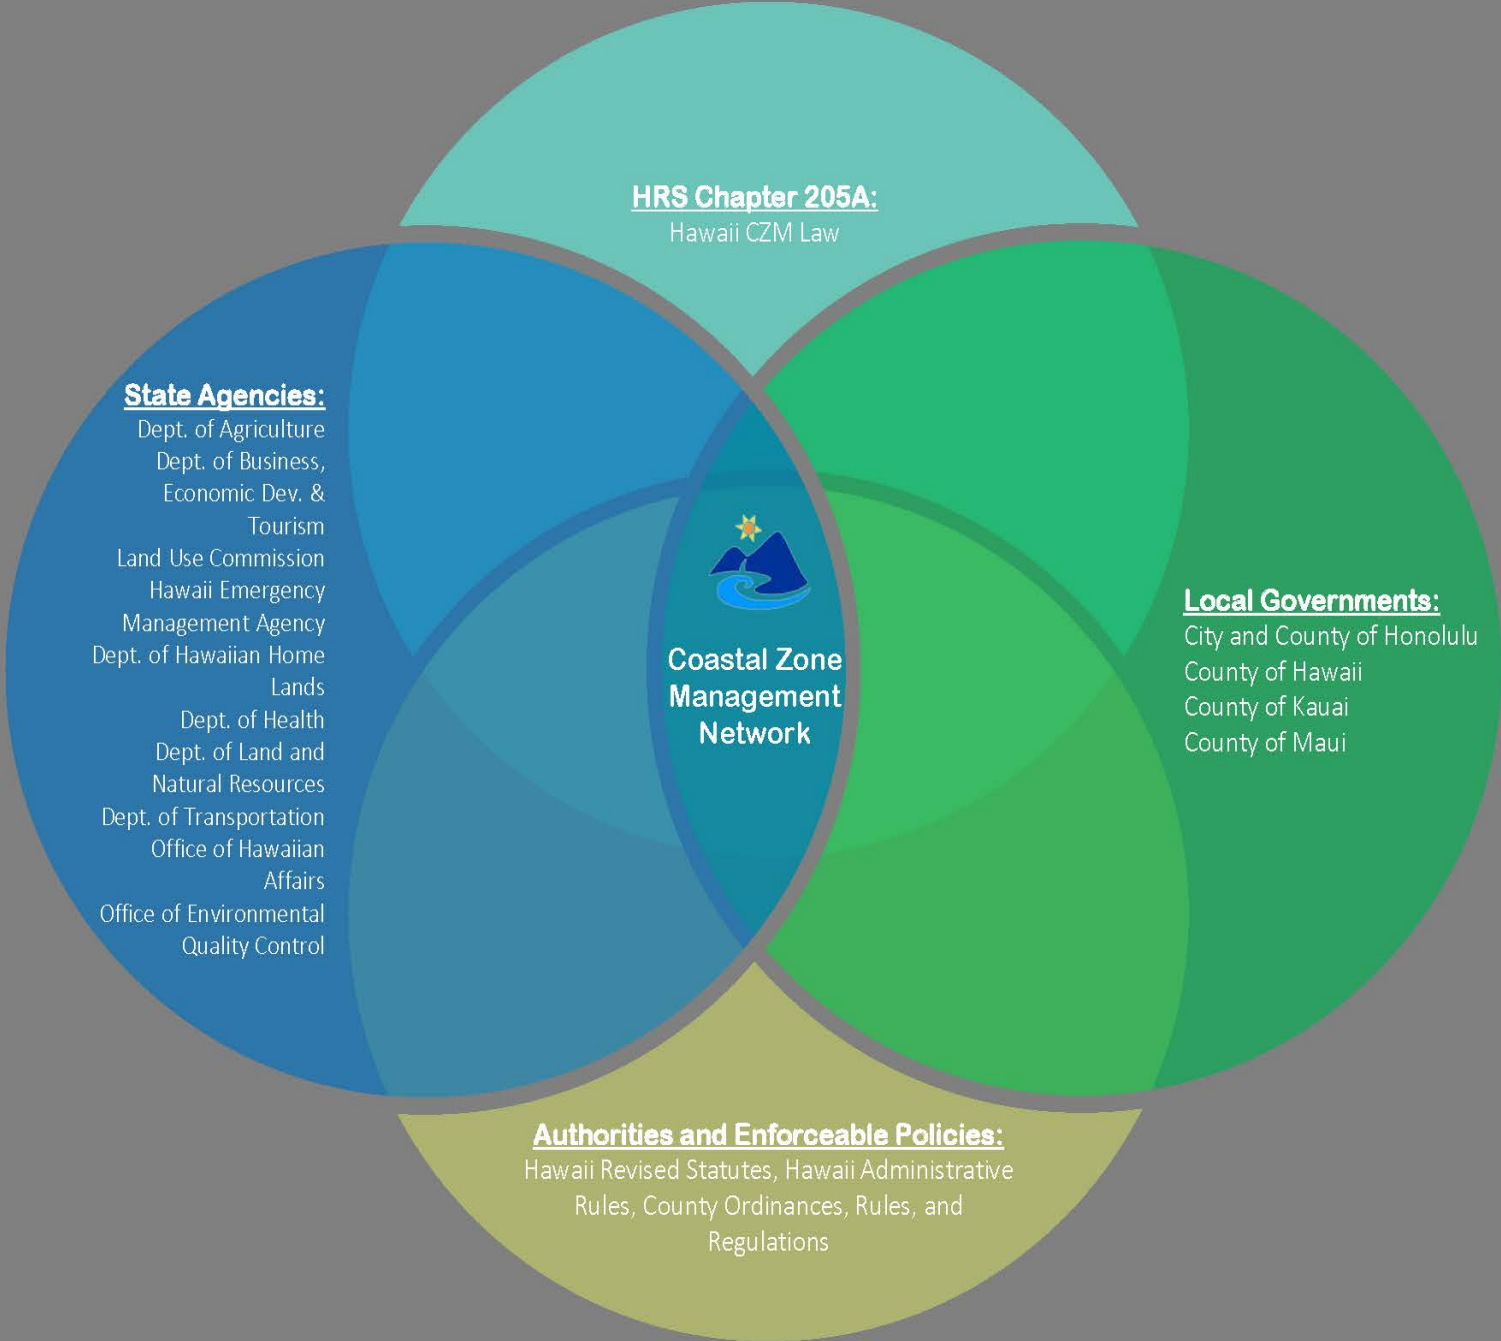 HRS Chapter 205A:
Hawaii CZM Law
State Agencies:
Dept. of Agriculture
Dept. of Business,
Economic Dev. &
Tourism
Land Use Commission
Hawaii Emergency
Management Agency
Dept. of Hawaiian Home
Lands
Dept. of Health
Dept. of Land and
Natural Resources
Dept. of Transportation
Office of Hawaiian
Affairs
Office of Environmental
Quality Control
Coastal Zone
Management
Network
Local Governments:
City and County of Honolulu
County of Hawaii
County of Kauai
County of Maui
Authorities and Enforceable Policies:
Hawaii Revised Statutes, Hawaii Administrative
Rules, County Ordinances, Rules, and
Regulations